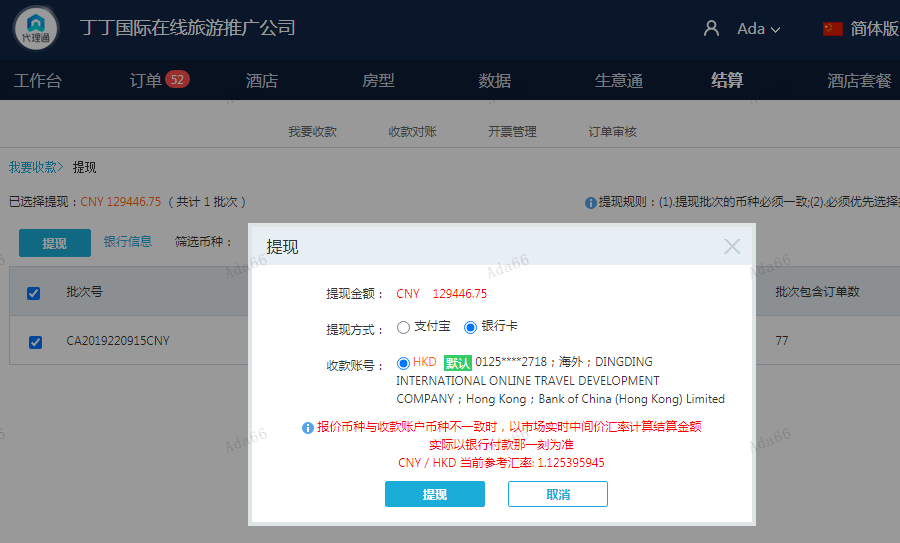 代理通
丁丁国际在线旅游推广公司
Ada
简体版
工作台
订单 52
酒店
房型
数据
生意通
结算
酒店套餐
我要收款
收款对账
开票管理
订单审核
我要收款> 提现
已选择提现：CNY 129446.75 （ 共计 1 批次 ）
提现规则：(1).提现批次的币种必须一致;(2).必须优先选择
提现
银行信息
筛选币种：
批次号
批次包含订单数
CA2019220915CNY
77
提现
提现金额： CNY 129446.75
提现方式： 支付宝 银行卡
收款账号： HKD 默认 0125****2718；海外；DINGDING
INTERNATIONAL ONLINE TRAVEL DEVELOPMENT
COMPANY；Hong Kong；Bank of China (Hong Kong) Limited
报价币种与收款账户币种不一致时，以市场实时中间价汇率计算结算金额
实际以银行付款那一刻为准
CNY / HKD 当前参考汇率: 1.125395945
提现
取消
Ada66
Ada66
Ada66
Ada66
Ada66